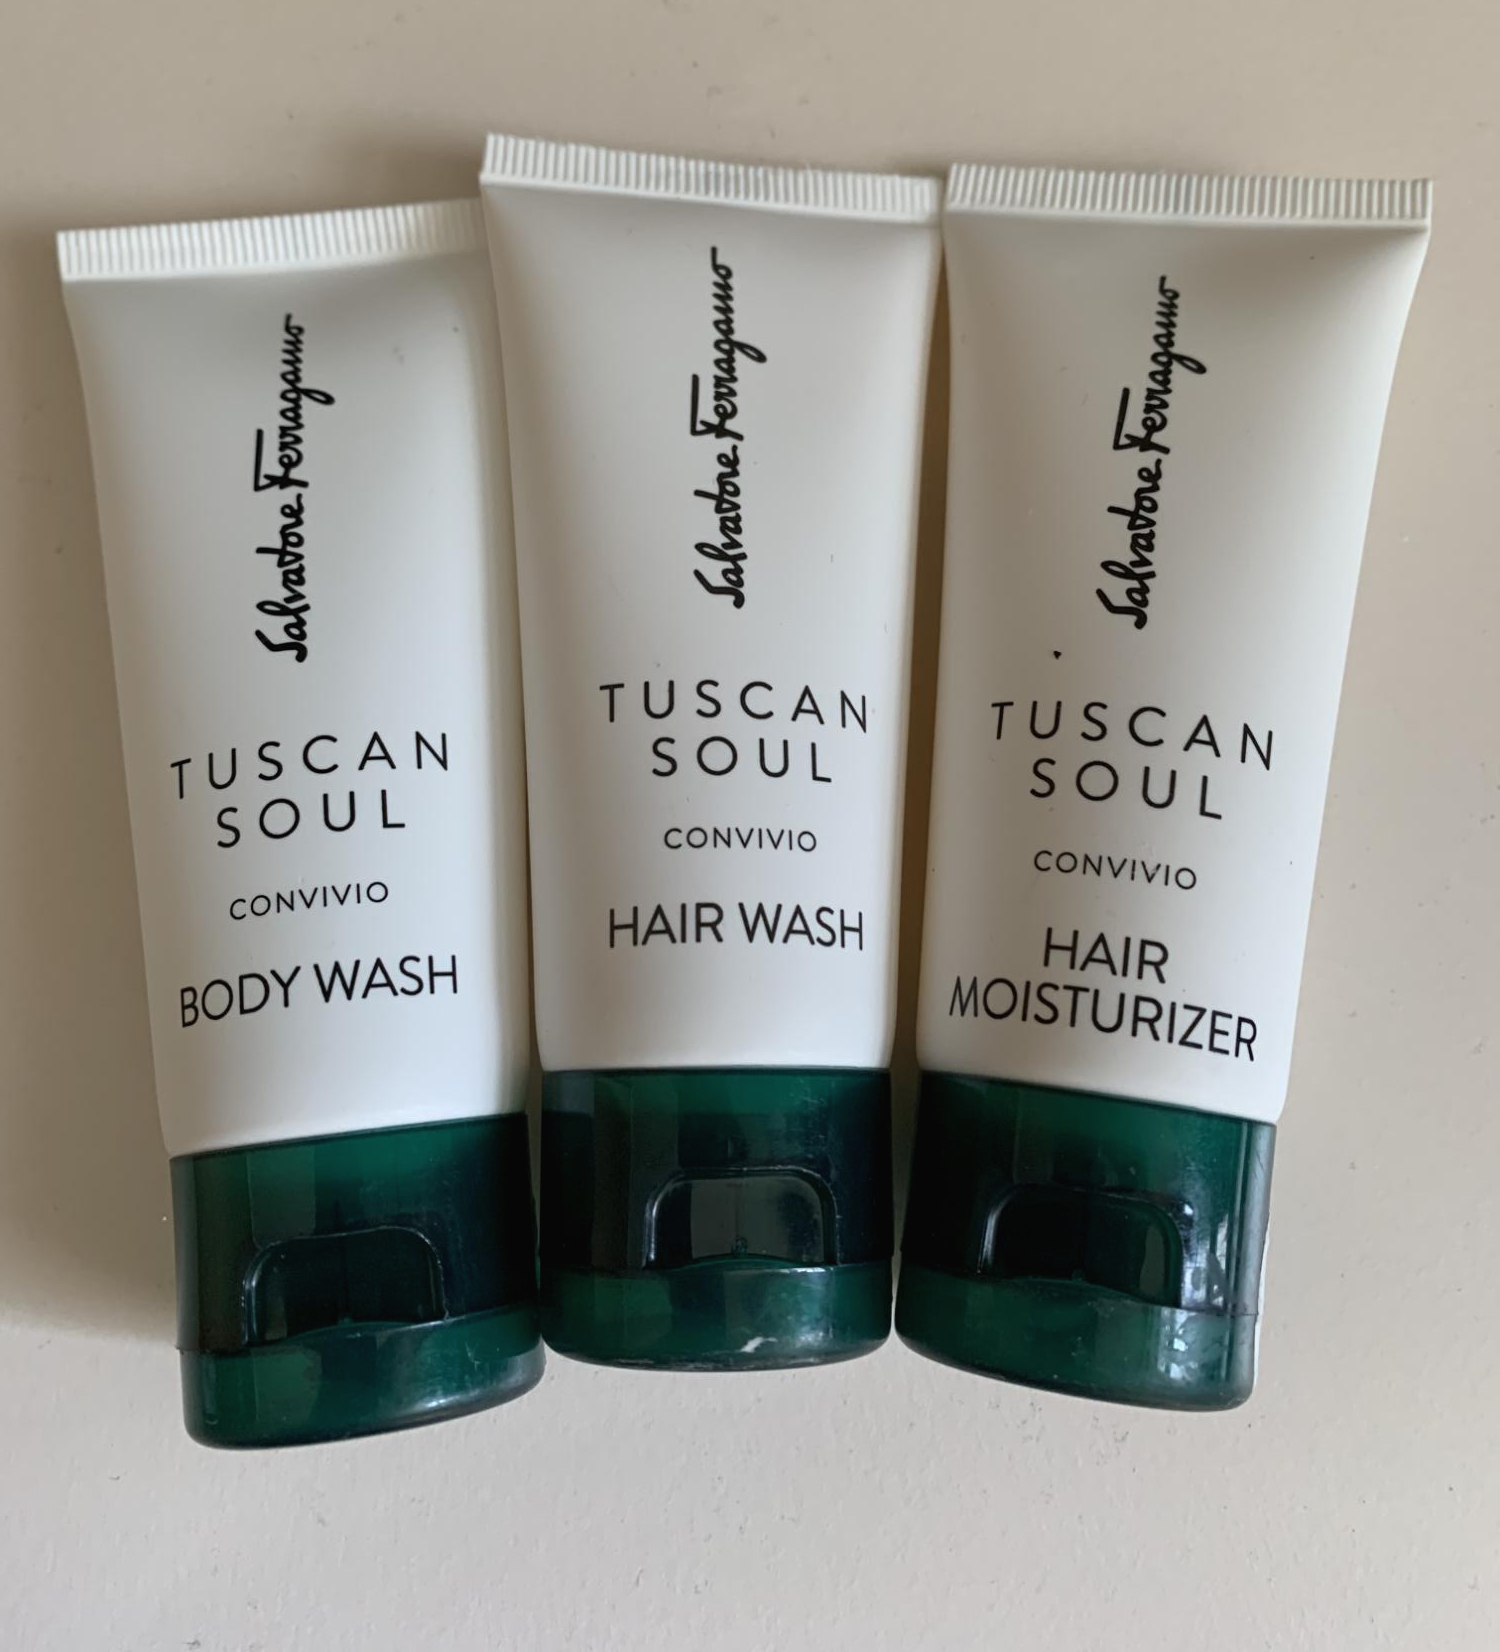 Salvatore Ferragamo
TUSCAN
SOUL
CONVIVIO
BODY WASH
Salvatore Ferragamo
TUSCAN
SOUL
CONVIVIO
HAIR WASH
Salvatore Ferragamo
TUSCAN
SOUL
CONVIVIO
HAIR
MOISTURIZER